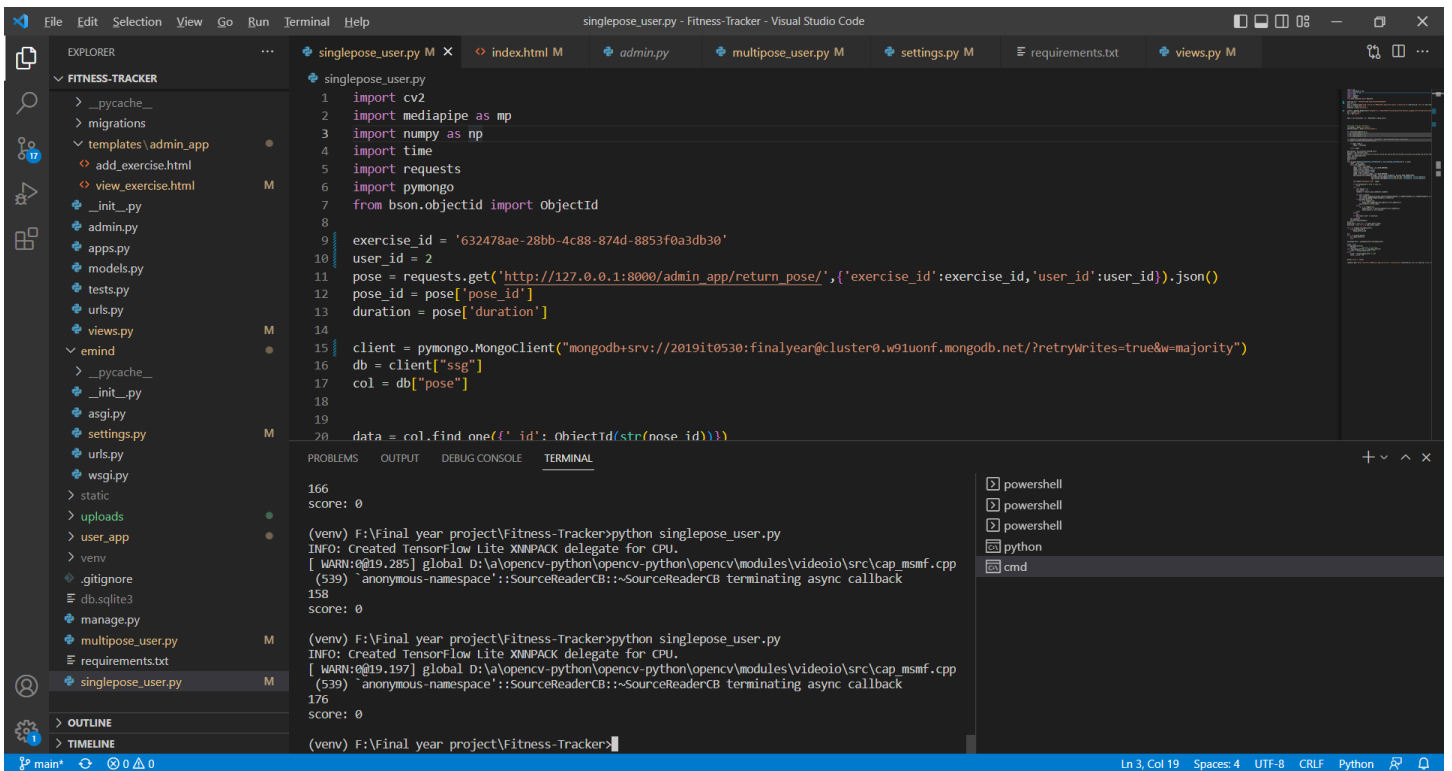 File Edit Selection View Go Run Terminal Help singlepose_user.py - Fitness-Tracker - Visual Studio Code
EXPLORER
FITNESS-TRACKER
__pycache__
migrations
templates\admin_app
add_exercise.html
view_exercise.html M
__init__.py
admin.py
apps.py
models.py
tests.py
urls.py
views.py M
emind
__pycache__
__init__.py
asgi.py
settings.py M
urls.py
wsgi.py
static
uploads
user_app
venv
.gitignore
db.sqlite3
manage.py
multipose_user.py M
requirements.txt
singlepose_user.py M
OUTLINE
TIMELINE
17
1
singlepose_user.py M index.html M admin.py multipose_user.py M settings.py M requirements.txt views.py M
singlepose_user.py
1 import cv2
2 import mediapipe as mp
3 import numpy as np
4 import time
5 import requests
6 import pymongo
7 from bson.objectid import ObjectId
8
9 exercise_id = '632478ae-28bb-4c88-874d-8853f0a3db30'
10 user_id = 2
11 pose = requests.get('http://127.0.0.1:8000/admin_app/return_pose/',{'exercise_id':exercise_id,'user_id':user_id}).json()
12 pose_id = pose['pose_id']
13 duration = pose['duration']
14
15 client = pymongo.MongoClient("mongodb+srv://2019it0530:finalyear@cluster0.w91uonf.mongodb.net/?retryWrites=true&w=majority")
16 db = client["ssg"]
17 col = db["pose"]
18
19
20 data = col.find_one({'_id': ObjectId(str(pose_id))})
PROBLEMS OUTPUT DEBUG CONSOLE TERMINAL
166
score: 0
(venv) F:\Final year project\Fitness-Tracker>python singlepose_user.py
INFO: Created TensorFlow Lite XNNPACK delegate for CPU.
[ WARN:0@19.285] global D:\a\opencv-python\opencv-python\opencv\modules\videoio\src\cap_msmf.cpp
(539) `anonymous-namespace'::SourceReaderCB::~SourceReaderCB terminating async callback
158
score: 0
(venv) F:\Final year project\Fitness-Tracker>python singlepose_user.py
INFO: Created TensorFlow Lite XNNPACK delegate for CPU.
[ WARN:0@19.197] global D:\a\opencv-python\opencv-python\opencv\modules\videoio\src\cap_msmf.cpp
(539) `anonymous-namespace'::SourceReaderCB::~SourceReaderCB terminating async callback
176
score: 0
(venv) F:\Final year project\Fitness-Tracker>
powershell
powershell
powershell
python
cmd
main* 0 0 Ln 3, Col 19 Spaces: 4 UTF-8 CRLF Python